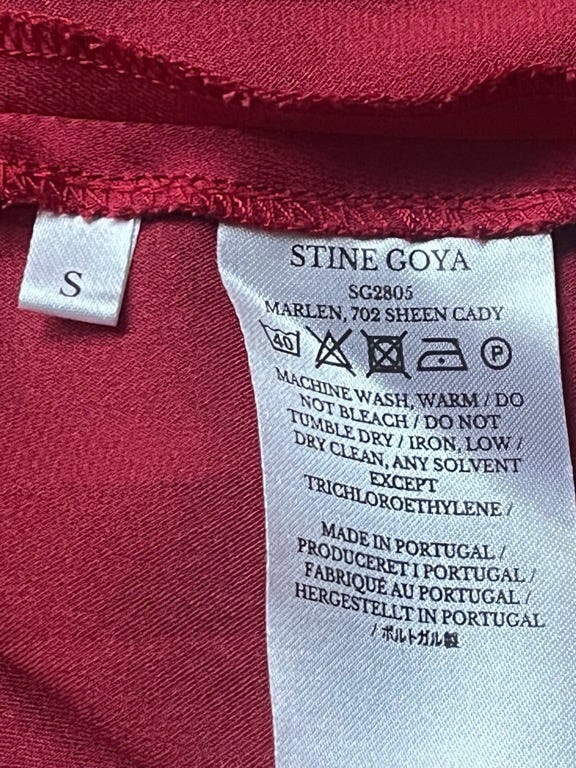 S
STINE GOYA
SG2805
MARLEN, 702 SHEEN CADY
40 P
MACHINE WASH, WARM / DO
NOT BLEACH / DO NOT
TUMBLE DRY / IRON, LOW /
DRY CLEAN, ANY SOLVENT
EXCEPT
TRICHLOROETHYLENE /
MADE IN PORTUGAL /
PRODUCERET I PORTUGAL /
FABRIQUÉ AU PORTUGAL /
HERGESTELLT IN PORTUGAL
/ ポルトガル製